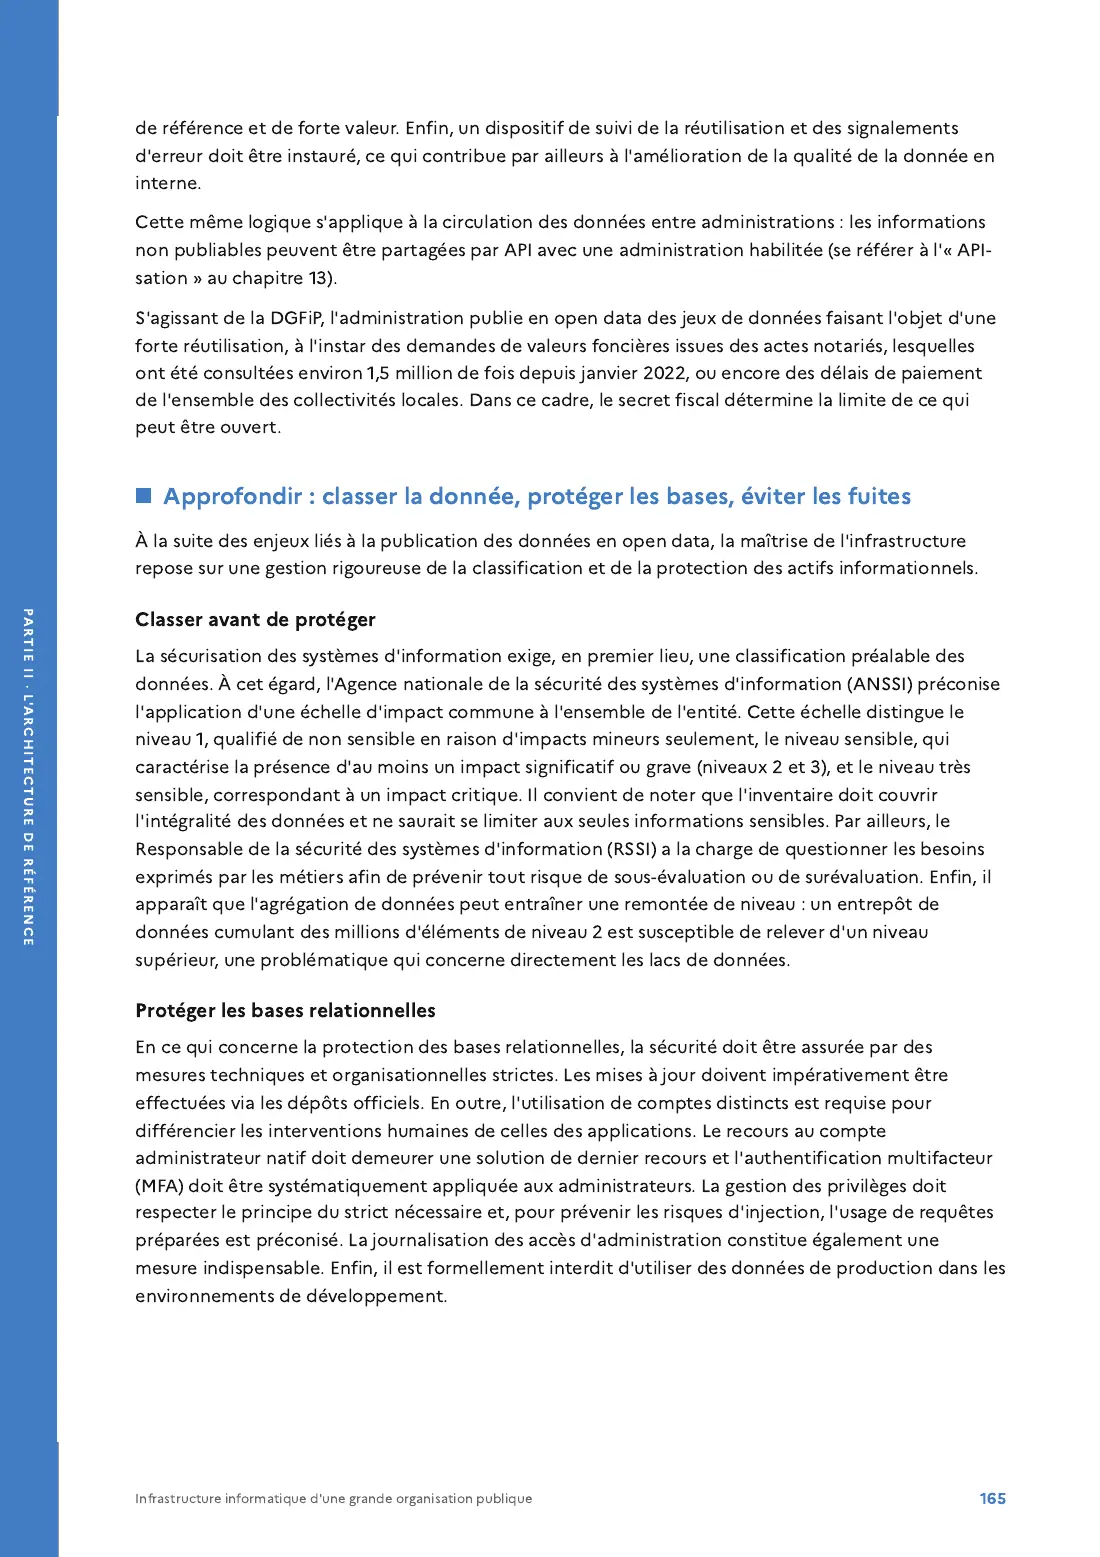 de référence et de forte valeur. Enfin, un dispositif de suivi de la réutilisation et des signalements
d'erreur doit être instauré, ce qui contribue par ailleurs à l'amélioration de la qualité de la donnée en
interne.
Cette même logique s'applique à la circulation des données entre administrations : les informations
non publiables peuvent être partagées par API avec une administration habilitée (se référer à l'« API-
sation » au chapitre 13).
S'agissant de la DGFiP, l'administration publie en open data des jeux de données faisant l'objet d'une
forte réutilisation, à l'instar des demandes de valeurs foncières issues des actes notariés, lesquelles
ont été consultées environ 1,5 million de fois depuis janvier 2022, ou encore des délais de paiement
de l'ensemble des collectivités locales. Dans ce cadre, le secret fiscal détermine la limite de ce qui
peut être ouvert.
■ Approfondir : classer la donnée, protéger les bases, éviter les fuites
À la suite des enjeux liés à la publication des données en open data, la maîtrise de l'infrastructure
repose sur une gestion rigoureuse de la classification et de la protection des actifs informationnels.
Classer avant de protéger
La sécurisation des systèmes d'information exige, en premier lieu, une classification préalable des
données. À cet égard, l'Agence nationale de la sécurité des systèmes d'information (ANSSI) préconise
l'application d'une échelle d'impact commune à l'ensemble de l'entité. Cette échelle distingue le
niveau 1, qualifié de non sensible en raison d'impacts mineurs seulement, le niveau sensible, qui
caractérise la présence d'au moins un impact significatif ou grave (niveaux 2 et 3), et le niveau très
sensible, correspondant à un impact critique. Il convient de noter que l'inventaire doit couvrir
l'intégralité des données et ne saurait se limiter aux seules informations sensibles. Par ailleurs, le
Responsable de la sécurité des systèmes d'information (RSSI) a la charge de questionner les besoins
exprimés par les métiers afin de prévenir tout risque de sous-évaluation ou de surévaluation. Enfin, il
apparaît que l'agrégation de données peut entraîner une remontée de niveau : un entrepôt de
données cumulant des millions d'éléments de niveau 2 est susceptible de relever d'un niveau
supérieur, une problématique qui concerne directement les lacs de données.
Protéger les bases relationnelles
En ce qui concerne la protection des bases relationnelles, la sécurité doit être assurée par des
mesures techniques et organisationnelles strictes. Les mises à jour doivent impérativement être
effectuées via les dépôts officiels. En outre, l'utilisation de comptes distincts est requise pour
différencier les interventions humaines de celles des applications. Le recours au compte
administrateur natif doit demeurer une solution de dernier recours et l'authentification multifacteur
(MFA) doit être systématiquement appliquée aux administrateurs. La gestion des privilèges doit
respecter le principe du strict nécessaire et, pour prévenir les risques d'injection, l'usage de requêtes
préparées est préconisé. La journalisation des accès d'administration constitue également une
mesure indispensable. Enfin, il est formellement interdit d'utiliser des données de production dans les
environnements de développement.
PARTIE II · L'ARCHITECTURE DE RÉFÉRENCE
Infrastructure informatique d'une grande organisation publique
165